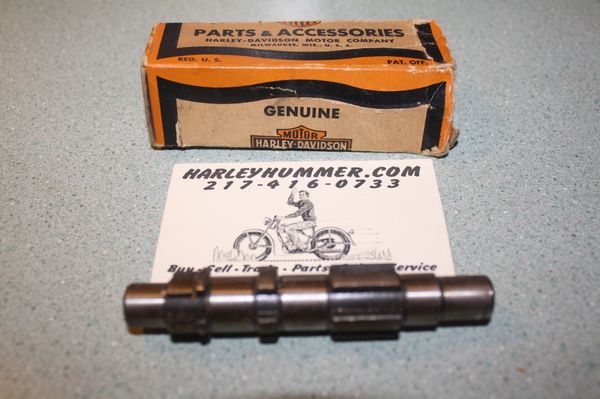 PARTS & ACCESSORIES
HARLEY-DAVIDSON MOTOR COMPANY
MILWAUKEE, WIS., U. S. A.
REG. U. S. PAT. OFF.
GENUINE
MOTOR
HARLEY-DAVIDSON
HARLEYHUMMER.COM
217-416-0733
Buy Sell Parts Service